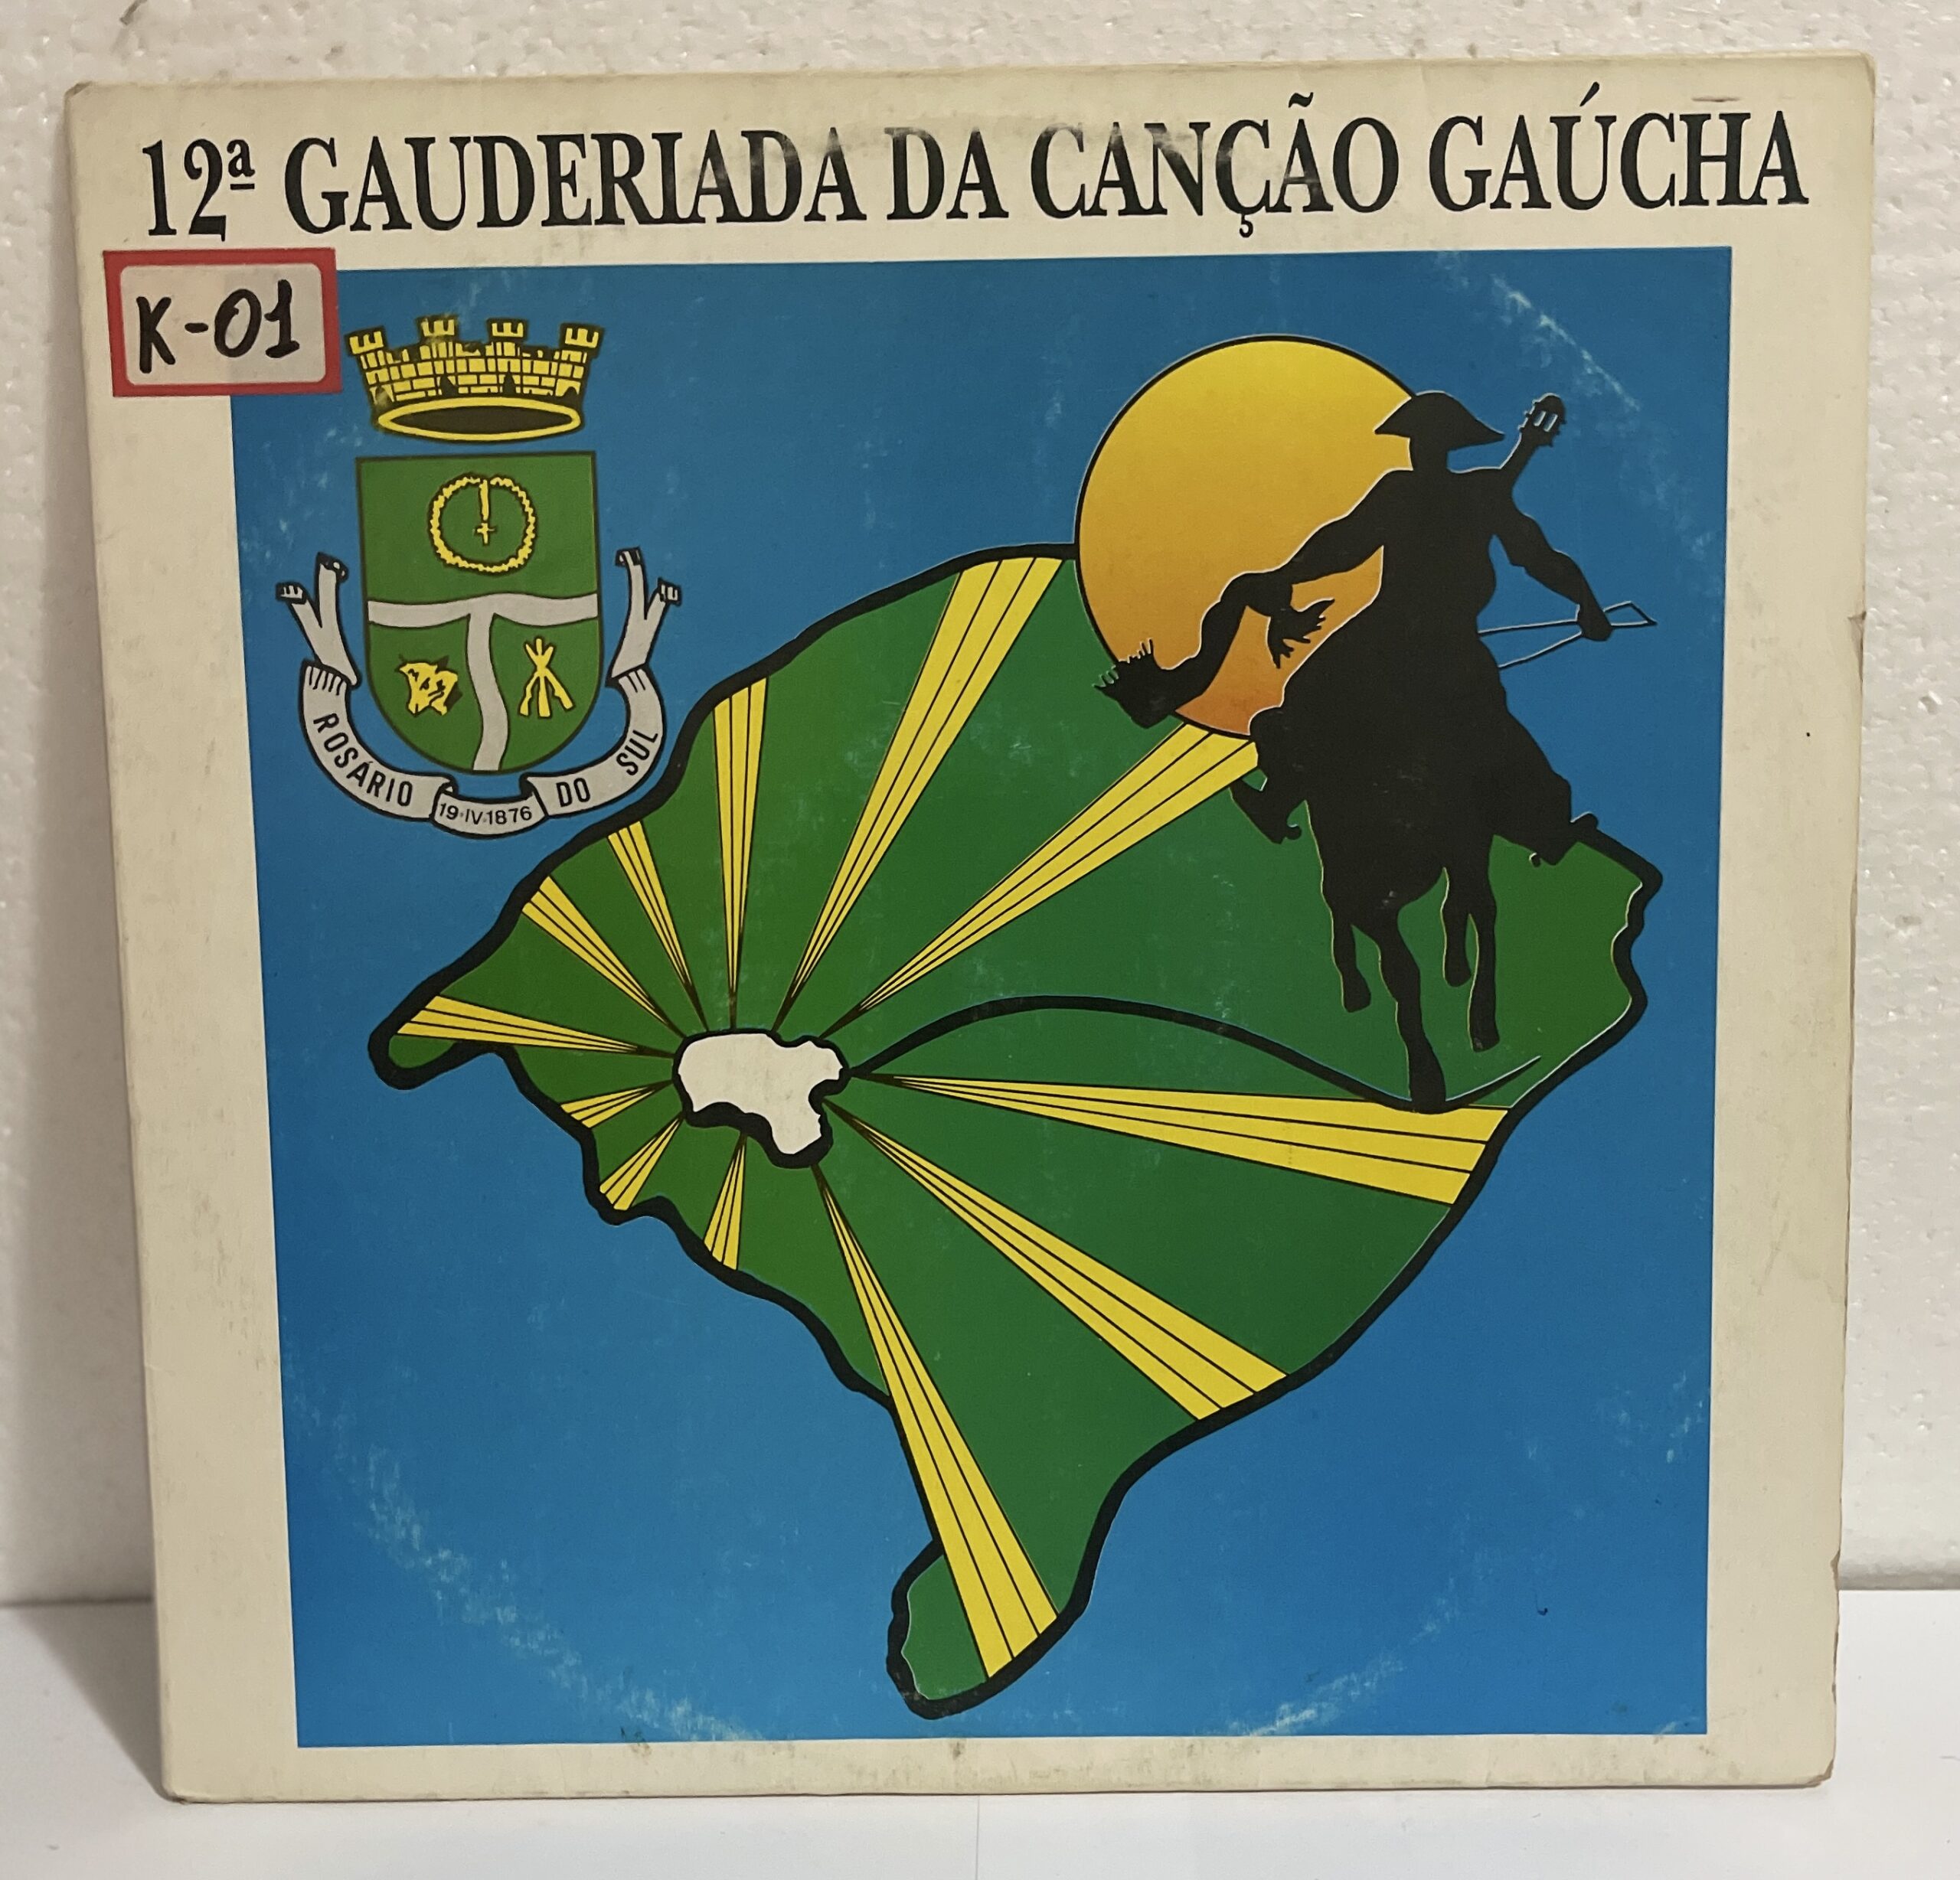 12ª GAUDERIADA DA CANÇÃO GAÚCHA
K-01
ROSÁRIO DO SUL
19·IV·1876